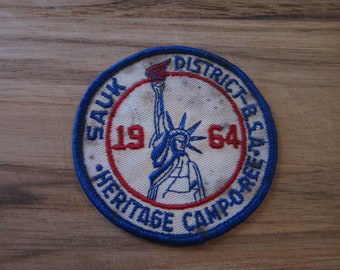 SAUK DISTRICT-B.S.A.
19 64
·HERITAGE CAMP-O-REE·